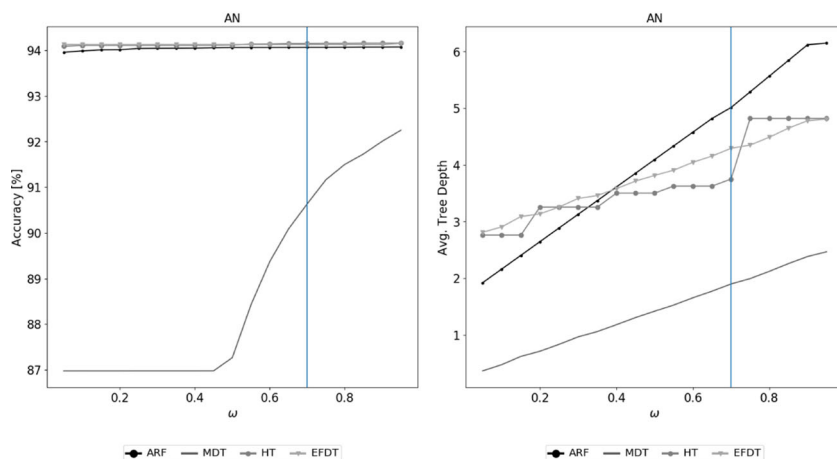 AN
Accuracy [%]
94
93
92
91
90
89
88
87
0.2 0.4 0.6 0.8
ω
ARF MDT HT EFDT
AN
Avg. Tree Depth
6
5
4
3
2
1
0.2 0.4 0.6 0.8
ω
ARF MDT HT EFDT